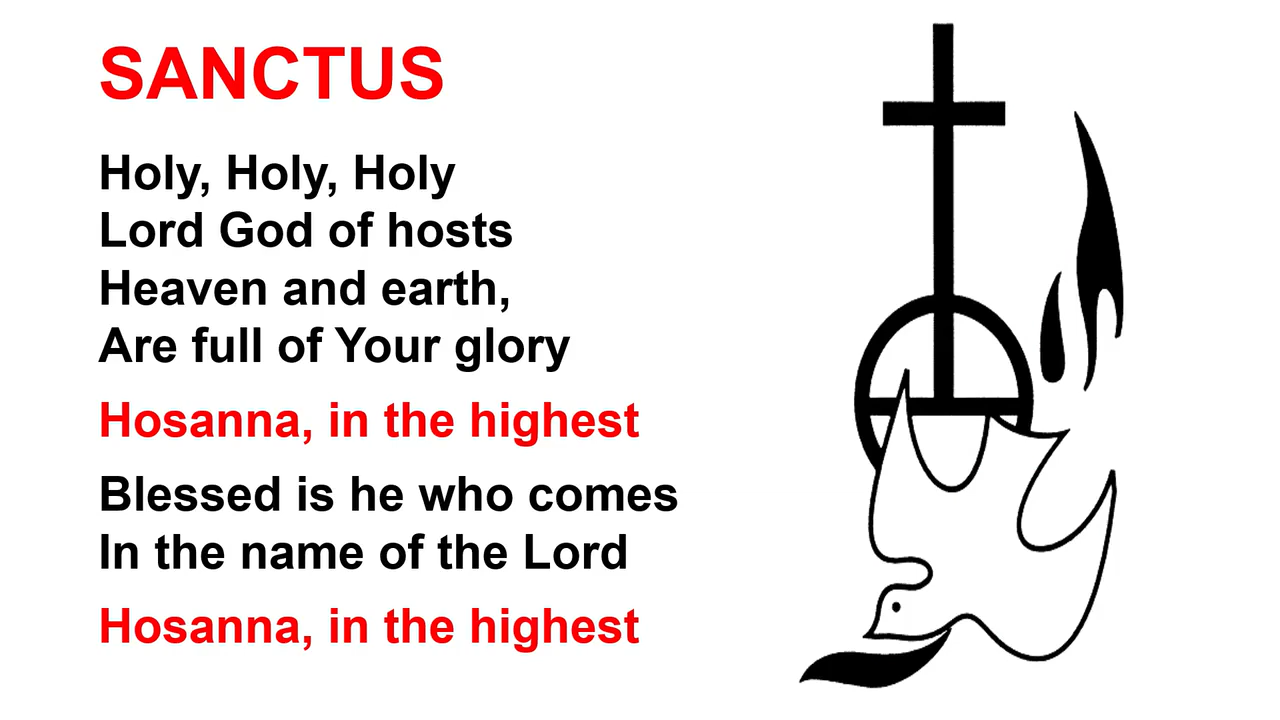 SANCTUS
Holy, Holy, Holy
Lord God of hosts
Heaven and earth,
Are full of Your glory
Hosanna, in the highest
Blessed is he who comes
In the name of the Lord
Hosanna, in the highest